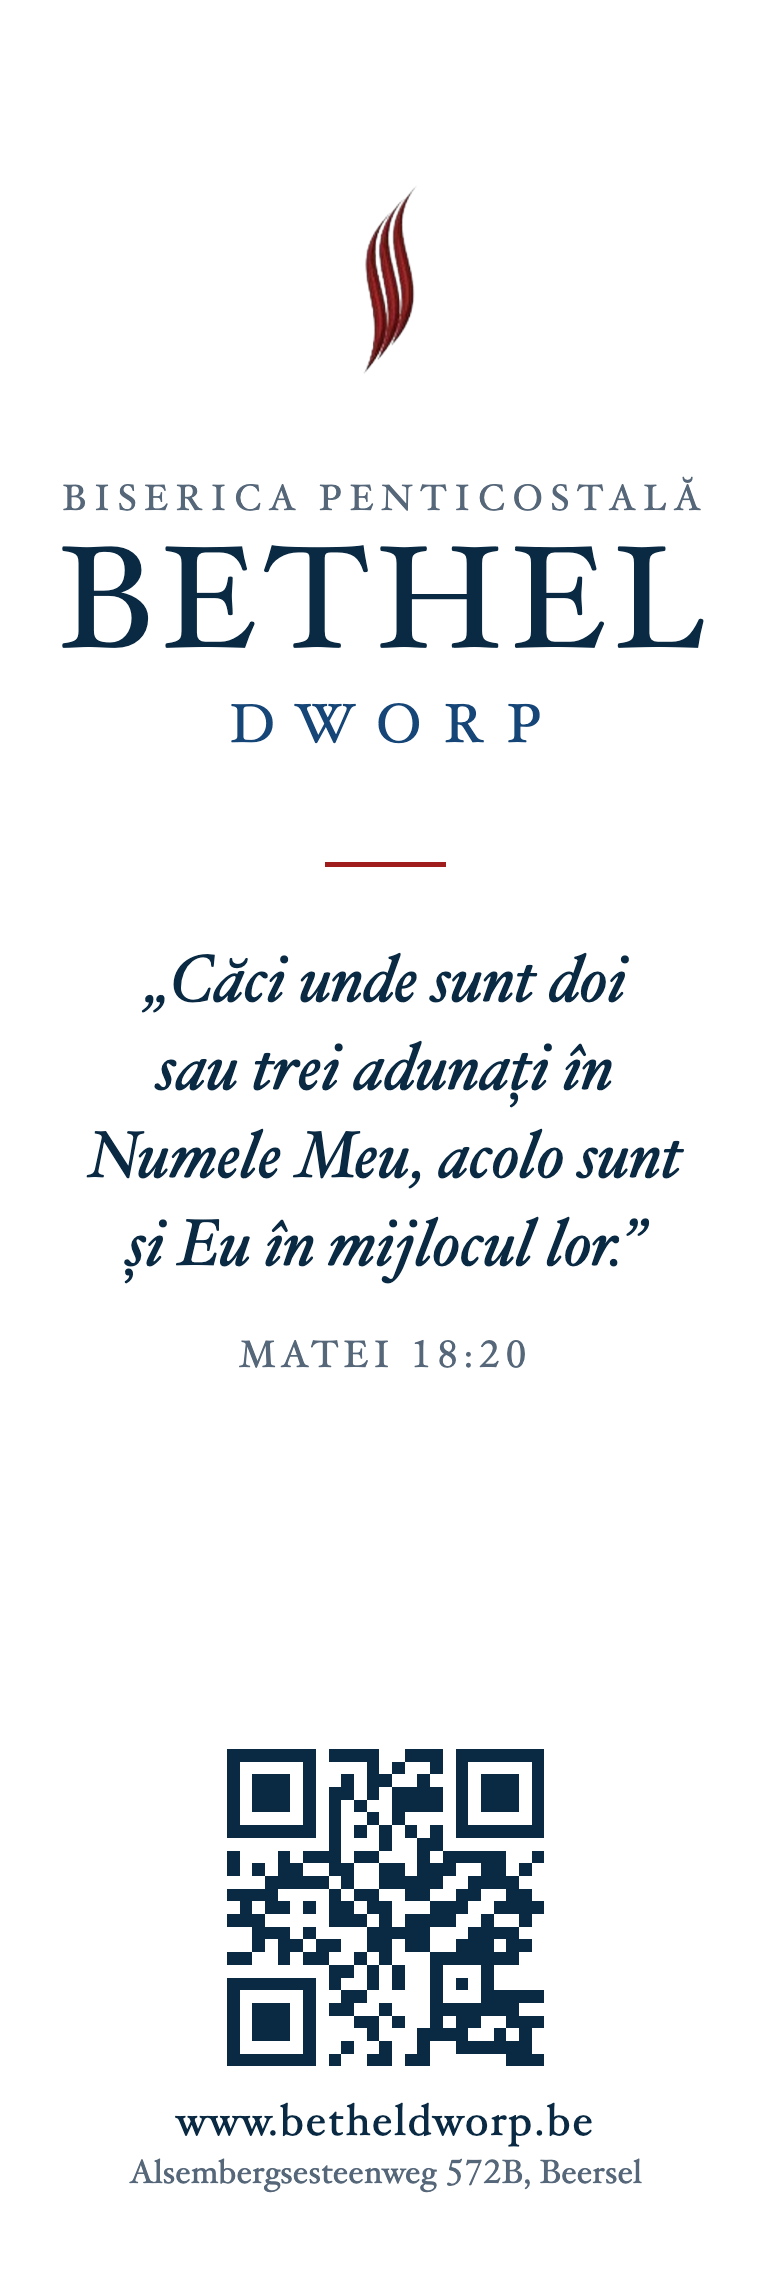 BISERICA PENTICOSTALĂ
BETHEL
DWORP
„Căci unde sunt doi
sau trei adunați în
Numele Meu, acolo sunt
și Eu în mijlocul lor.”
MATEI 18:20
www.betheldworp.be
Alsembergsesteenweg 572B, Beersel